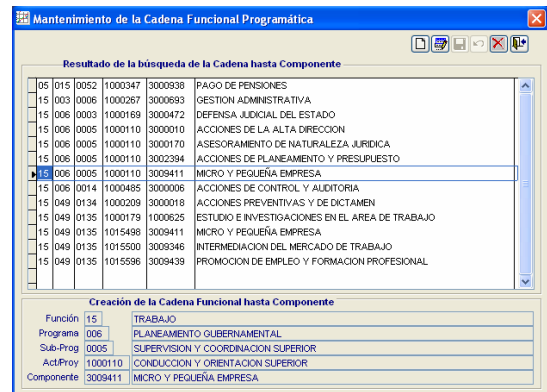 Mantenimiento de la Cadena Funcional Programática
Resultado de la búsqueda de la Cadena hasta Componente
05 015 0052 1000347 3000938 PAGO DE PENSIONES
15 003 0006 1000267 3000693 GESTION ADMINISTRATIVA
15 006 0003 1000169 3000472 DEFENSA JUDICIAL DEL ESTADO
15 006 0005 1000110 3000010 ACCIONES DE LA ALTA DIRECCION
15 006 0005 1000110 3000170 ASESORAMIENTO DE NATURALEZA JURIDICA
15 006 0005 1000110 3002394 ACCIONES DE PLANEAMIENTO Y PRESUPUESTO
15 006 0005 1000110 3009411 MICRO Y PEQUEÑA EMPRESA
15 006 0014 1000485 3000006 ACCIONES DE CONTROL Y AUDITORIA
15 049 0134 1000209 3000018 ACCIONES PREVENTIVAS Y DE DICTAMEN
15 049 0135 1000179 1000625 ESTUDIO E INVESTIGACIONES EN EL AREA DE TRABAJO
15 049 0135 1015498 3009411 MICRO Y PEQUEÑA EMPRESA
15 049 0135 1015500 3009346 INTERMEDIACION DEL MERCADO DE TRABAJO
15 049 0135 1015596 3009439 PROMOCION DE EMPLEO Y FORMACION PROFESIONAL
Creación de la Cadena Funcional hasta Componente
Función 15 TRABAJO
Programa 006 PLANEAMIENTO GUBERNAMENTAL
Sub-Prog 0005 SUPERVISION Y COORDINACION SUPERIOR
Act/Proy 1000110 CONDUCCION Y ORIENTACION SUPERIOR
Componente 3009411 MICRO Y PEQUEÑA EMPRESA